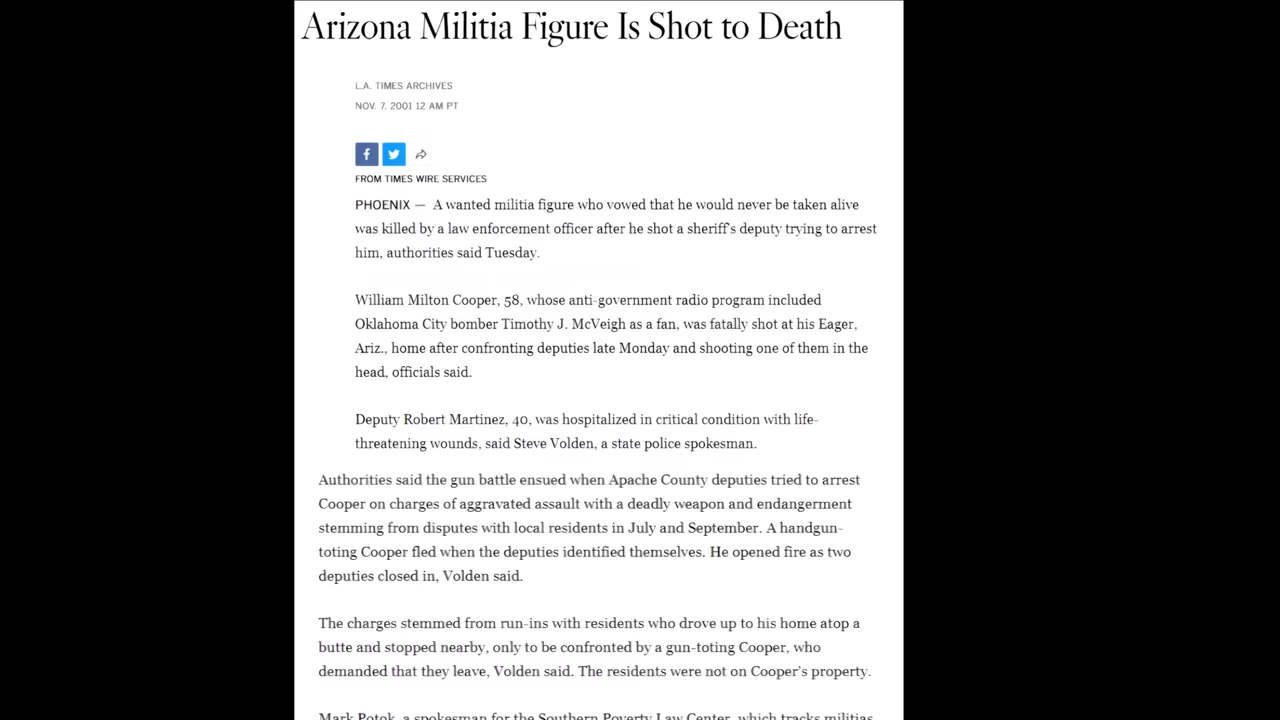 Arizona Militia Figure Is Shot to Death
L.A. TIMES ARCHIVES
NOV. 7, 2001 12 AM PT
FROM TIMES WIRE SERVICES
PHOENIX — A wanted militia figure who vowed that he would never be taken alive
was killed by a law enforcement officer after he shot a sheriff's deputy trying to arrest
him, authorities said Tuesday.
William Milton Cooper, 58, whose anti-government radio program included
Oklahoma City bomber Timothy J. McVeigh as a fan, was fatally shot at his Eager,
Ariz., home after confronting deputies late Monday and shooting one of them in the
head, officials said.
Deputy Robert Martinez, 40, was hospitalized in critical condition with life-
threatening wounds, said Steve Volden, a state police spokesman.
Authorities said the gun battle ensued when Apache County deputies tried to arrest
Cooper on charges of aggravated assault with a deadly weapon and endangerment
stemming from disputes with local residents in July and September. A handgun-
toting Cooper fled when the deputies identified themselves. He opened fire as two
deputies closed in, Volden said.
The charges stemmed from run-ins with residents who drove up to his home atop a
butte and stopped nearby, only to be confronted by a gun-toting Cooper, who
demanded that they leave, Volden said. The residents were not on Cooper's property.
Mark Potok, a spokesman for the Southern Poverty Law Center, which tracks militias